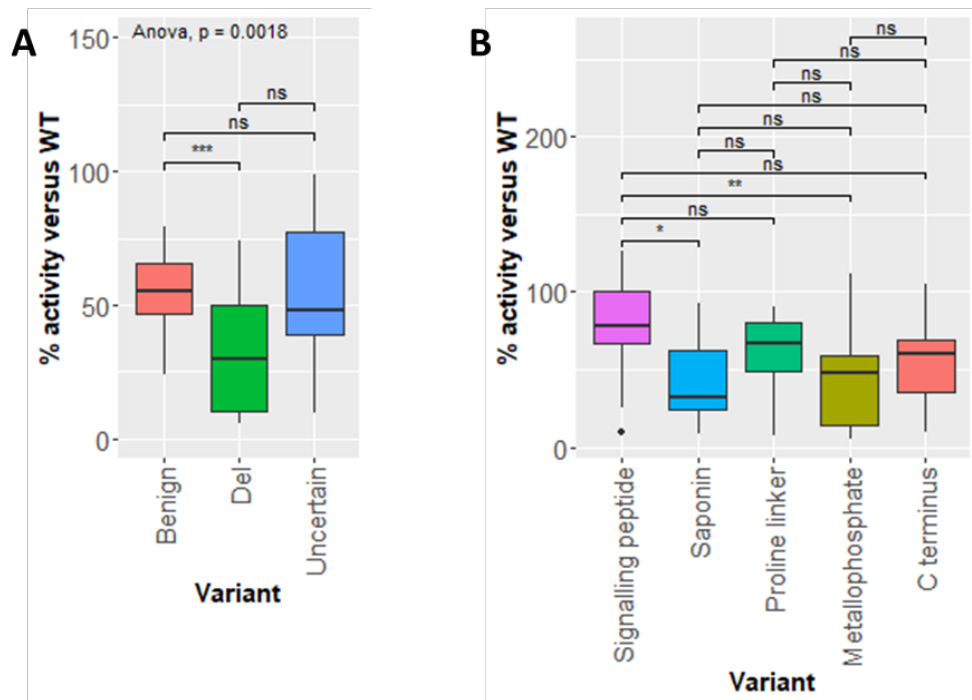 A
Anova, p = 0.0018
150
100
50
0
% activity versus WT
ns
ns
***
Benign
Del
Uncertain
Variant
B
200
100
0
% activity versus WT
ns
ns
ns
ns
ns
ns
ns
**
ns
*
Signalling peptide
Saponin
Proline linker
Metallophosphate
C terminus
Variant